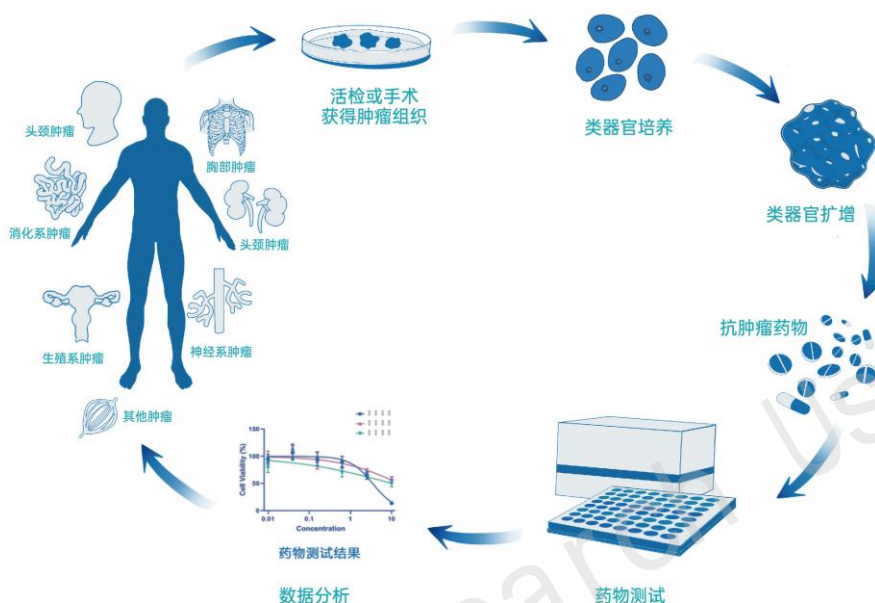 活检或手术
获得肿瘤组织
类器官培养
类器官扩增
抗肿瘤药物
药物测试
头颈肿瘤
胸部肿瘤
消化系肿瘤
头颈肿瘤
生殖系肿瘤
神经系肿瘤
其他肿瘤
150
100
50
0
Cell Viability (%)
0.01
0.1
1
10
Concentration
药物测试结果
数据分析